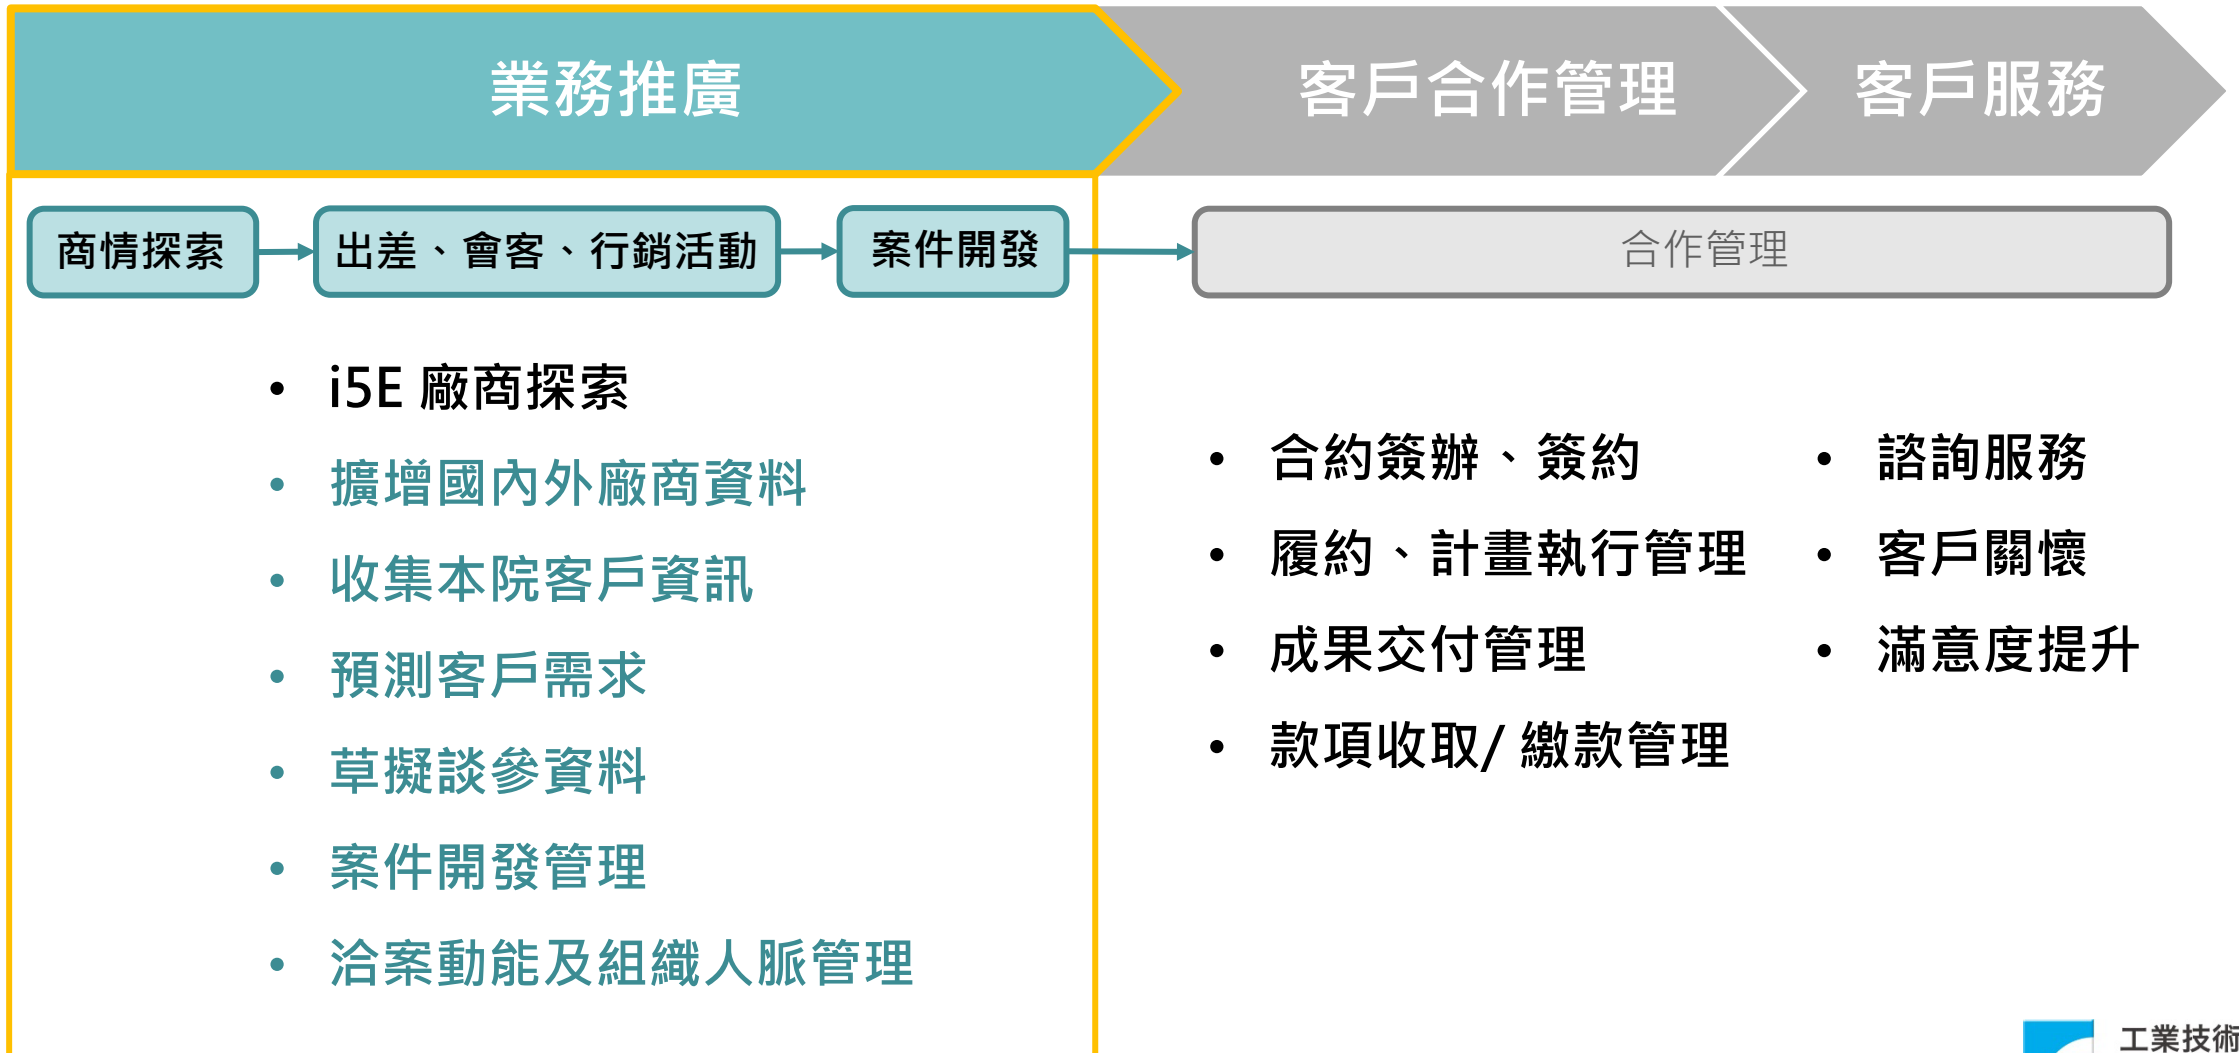 業務推廣
客戶合作管理
客戶服務
商情探索
出差、會客、行銷活動
案件開發
合作管理
• i5E 廠商探索
• 擴增國內外廠商資料
• 收集本院客戶資訊
• 預測客戶需求
• 草擬談參資料
• 案件開發管理
• 洽案動能及組織人脈管理
• 合約簽辦、簽約
• 履約、計畫執行管理
• 成果交付管理
• 款項收取/ 繳款管理
• 諮詢服務
• 客戶關懷
• 滿意度提升
工業技術